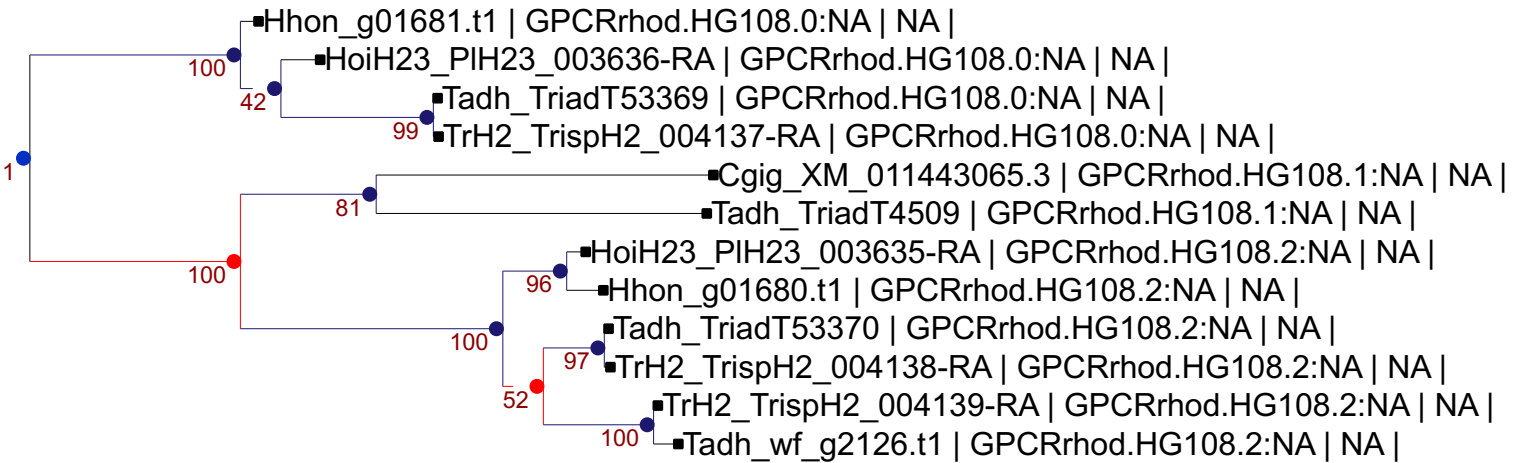 Hhon_g01681.t1 | GPCRrhod.HG108.0:NA | NA |
100
HoiH23_PlH23_003636-RA | GPCRrhod.HG108.0:NA | NA |
42
Tadh_TriadT53369 | GPCRrhod.HG108.0:NA | NA |
99
TrH2_TrispH2_004137-RA | GPCRrhod.HG108.0:NA | NA |
1
Cgig_XM_011443065.3 | GPCRrhod.HG108.1:NA | NA |
81
Tadh_TriadT4509 | GPCRrhod.HG108.1:NA | NA |
100
HoiH23_PlH23_003635-RA | GPCRrhod.HG108.2:NA | NA |
96
Hhon_g01680.t1 | GPCRrhod.HG108.2:NA | NA |
100
Tadh_TriadT53370 | GPCRrhod.HG108.2:NA | NA |
97
TrH2_TrispH2_004138-RA | GPCRrhod.HG108.2:NA | NA |
52
TrH2_TrispH2_004139-RA | GPCRrhod.HG108.2:NA | NA |
100
Tadh_wf_g2126.t1 | GPCRrhod.HG108.2:NA | NA |